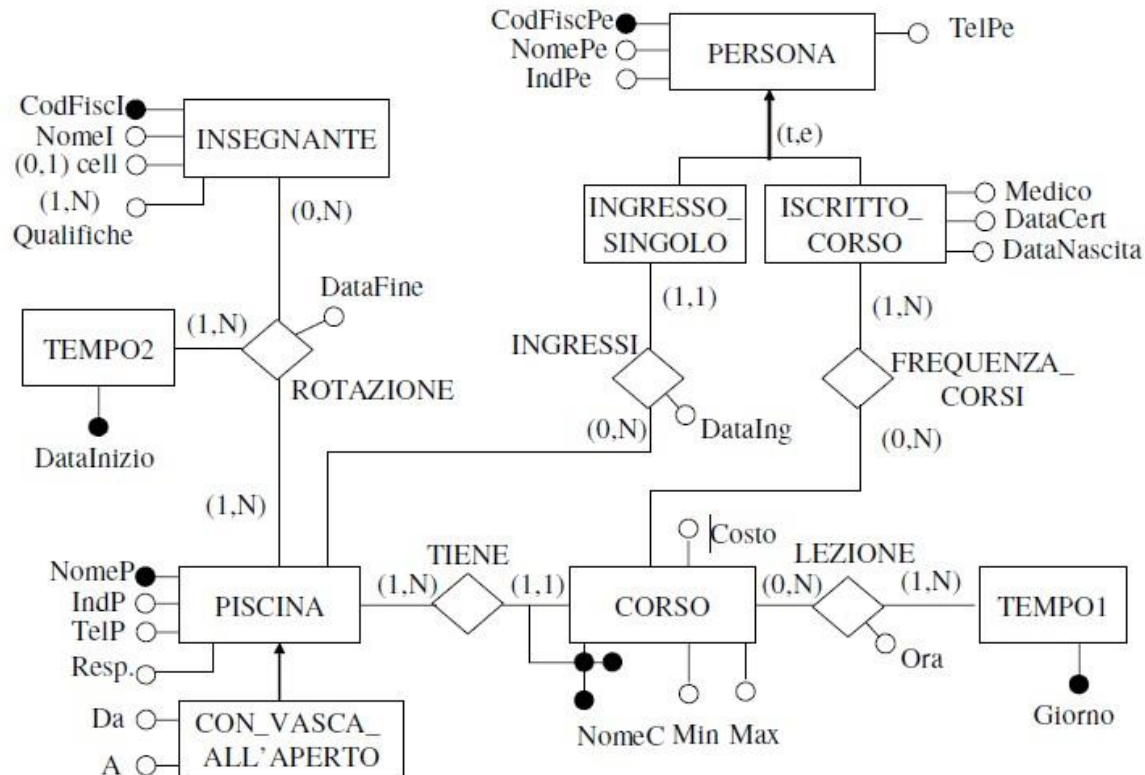 CodFiscPe
NomePe
IndPe
PERSONA
TelPe
CodFiscI
NomeI
(0,1) cell
(1,N)
Qualifiche
INSEGNANTE
(0,N)
(t,e)
INGRESSO_
SINGOLO
ISCRITTO_
CORSO
Medico
DataCert
DataNascita
(1,1)
(1,N)
DataFine
TEMPO2
(1,N)
ROTAZIONE
DataInizio
INGRESSI
DataIng
(0,N)
FREQUENZA_
CORSI
(0,N)
(1,N)
NomeP
IndP
TelP
Resp.
PISCINA
(1,N)
TIENE
(1,1)
CORSO
Costo
(0,N)
LEZIONE
(1,N)
Ora
TEMPO1
Giorno
NomeC Min Max
Da
A
CON_VASCA_
ALL'APERTO